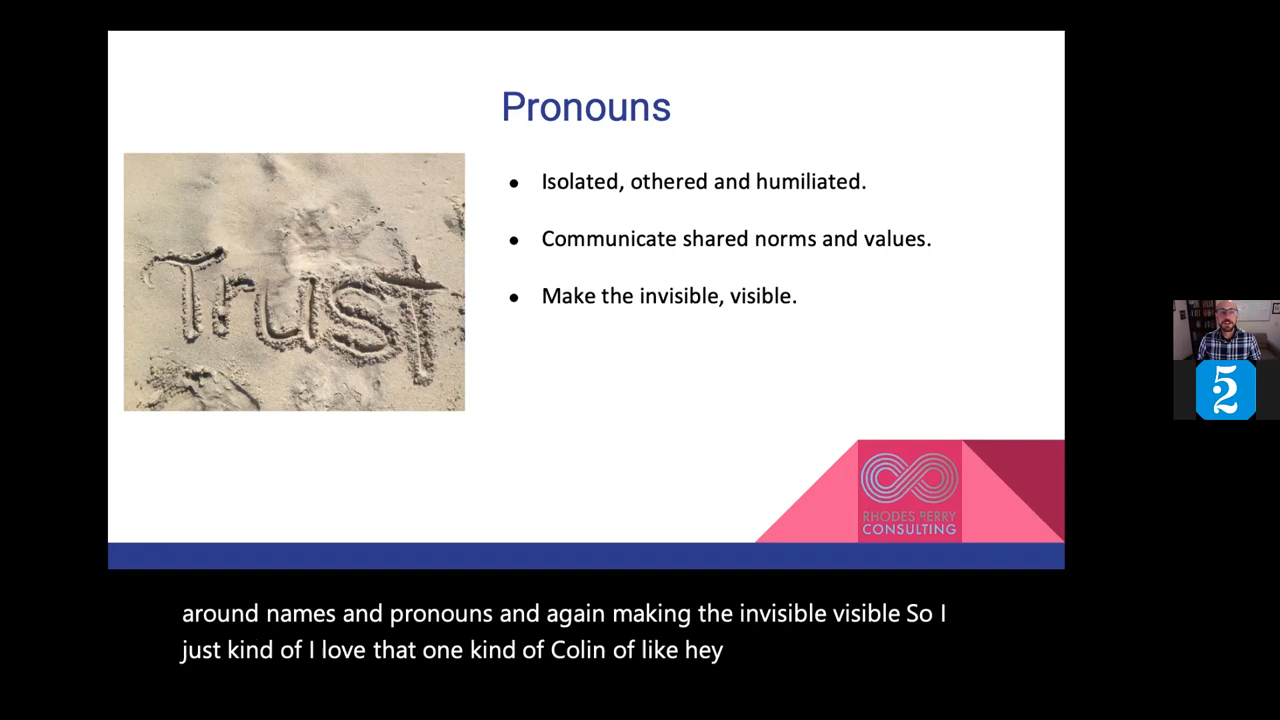 Pronouns
• Isolated, othered and humiliated.
• Communicate shared norms and values.
• Make the invisible, visible.
Trust
RHODES PERRY
CONSULTING
52
around names and pronouns and again making the invisible visible So I
just kind of I love that one kind of Colin of like hey